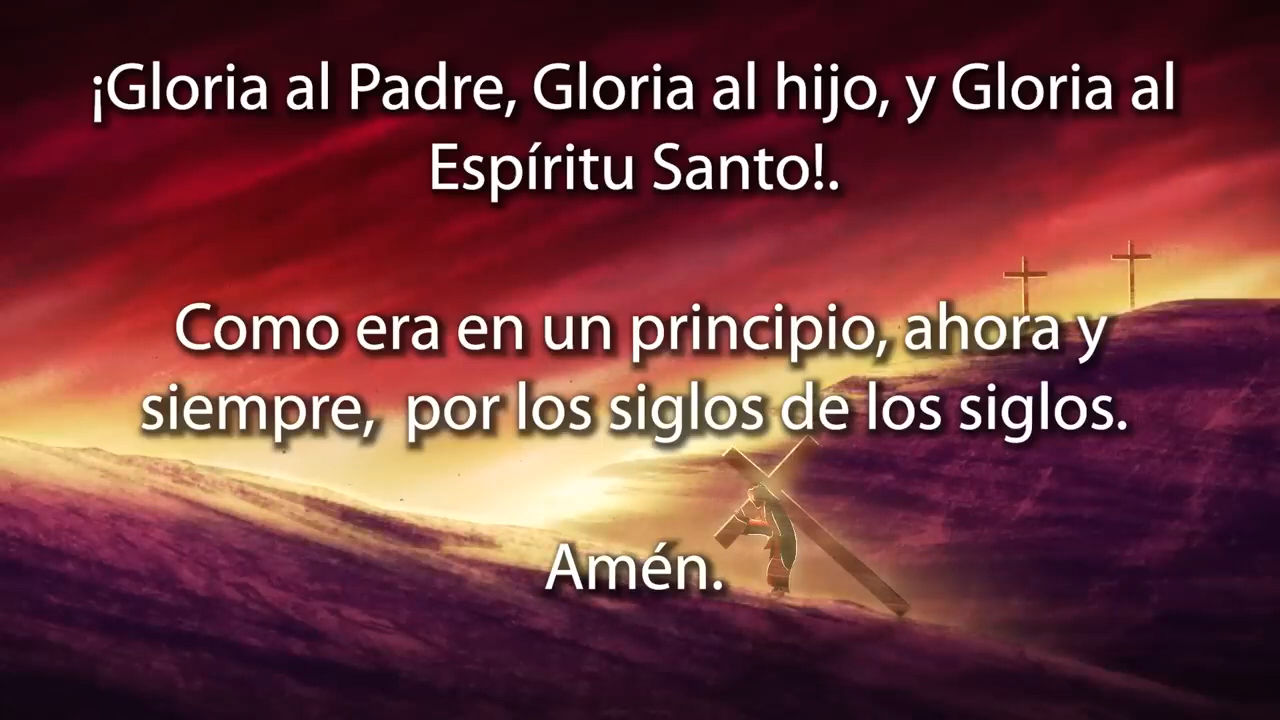 ¡Gloria al Padre, Gloria al hijo, y Gloria al
Espíritu Santo!.
Como era en un principio, ahora y
siempre, por los siglos de los siglos.
Amén.